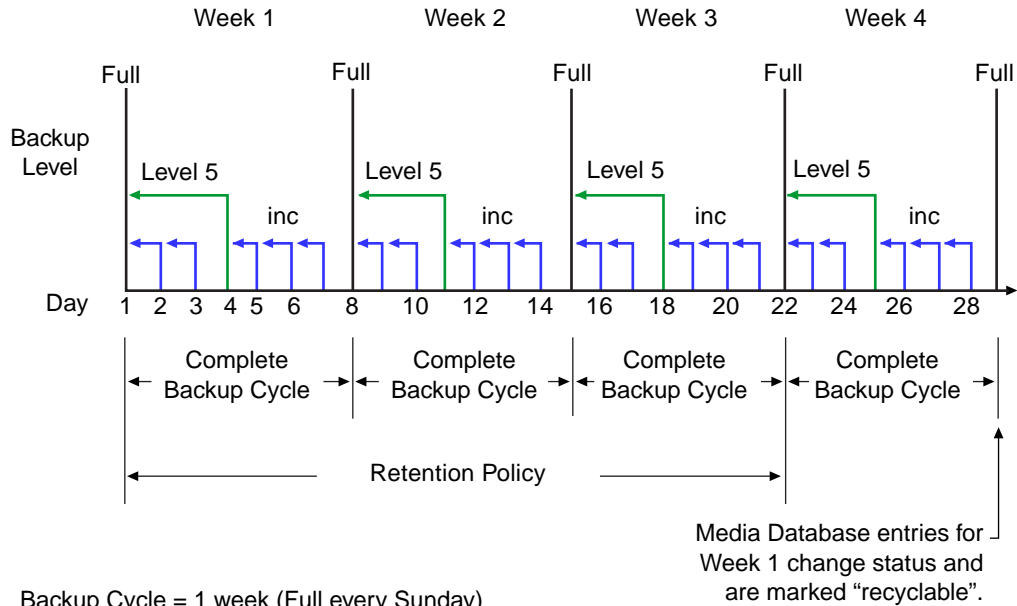 Week 1 Week 2 Week 3 Week 4
Full Full Full Full Full
Backup
Level
Level 5 Level 5 Level 5 Level 5
inc inc inc inc
Day
1 2 3 4 5 6 8 10 12 14 16 18 20 22 24 26 28
Complete Complete Complete Complete
Backup Cycle Backup Cycle Backup Cycle Backup Cycle
Retention Policy
Media Database entries for
Week 1 change status and
are marked “recyclable”.
Backup Cycle = 1 week (Full every Sunday)